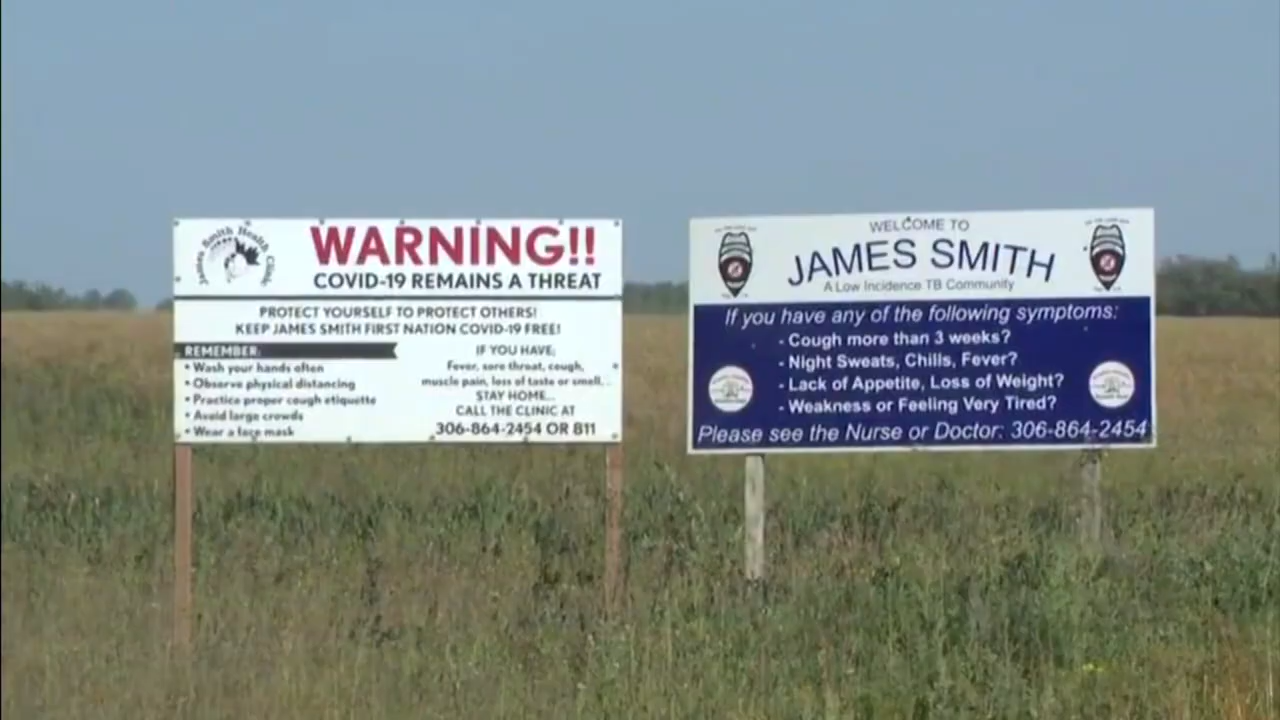 James Smith Health Clinic
WARNING!!
COVID-19 REMAINS A THREAT
PROTECT YOURSELF TO PROTECT OTHERS!
KEEP JAMES SMITH FIRST NATION COVID-19 FREE!
REMEMBER:
• Wash your hands often
• Observe physical distancing
• Practice proper cough etiquette
• Avoid large crowds
• Wear a face mask
IF YOU HAVE;
Fever, sore throat, cough,
muscle pain, loss of taste or smell...
STAY HOME...
CALL THE CLINIC AT
306-864-2454 OR 811
WELCOME TO
JAMES SMITH
A Low Incidence TB Community
If you have any of the following symptoms:
- Cough more than 3 weeks?
- Night Sweats, Chills, Fever?
- Lack of Appetite, Loss of Weight?
- Weakness or Feeling Very Tired?
Please see the Nurse or Doctor: 306-864-2454